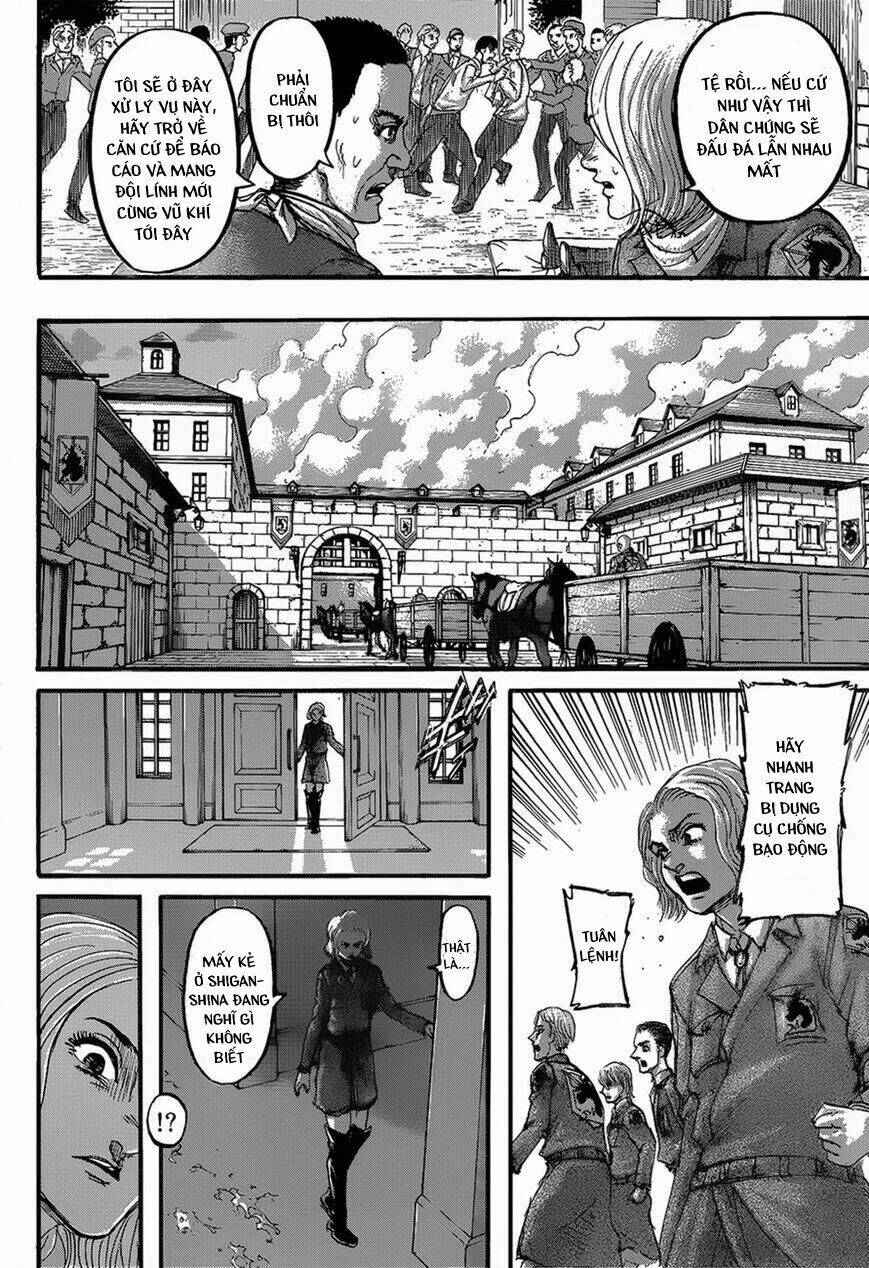 TỆ RỒI... NẾU CỨ
NHƯ VẬY THÌ
DÂN CHÚNG SẼ
ĐẤU ĐÁ LẪN NHAU
MẤT
PHẢI
CHUẨN
BỊ THÔI
TÔI SẼ Ở ĐÂY
XỬ LÝ VỤ NÀY,
HÃY TRỞ VỀ
CĂN CỨ ĐỂ BÁO
CÁO VÀ MANG
ĐỘI LÍNH MỚI
CÙNG VŨ KHÍ
TỚI ĐÂY
HÃY
NHANH
TRANG
BỊ DỤNG
CỤ CHỐNG
BẠO ĐỘNG
TUÂN
LỆNH!
THẬT
LÀ...
MẤY KẺ
Ở SHIGAN-
SHINA ĐANG
NGHĨ GÌ
KHÔNG
BIẾT
!?